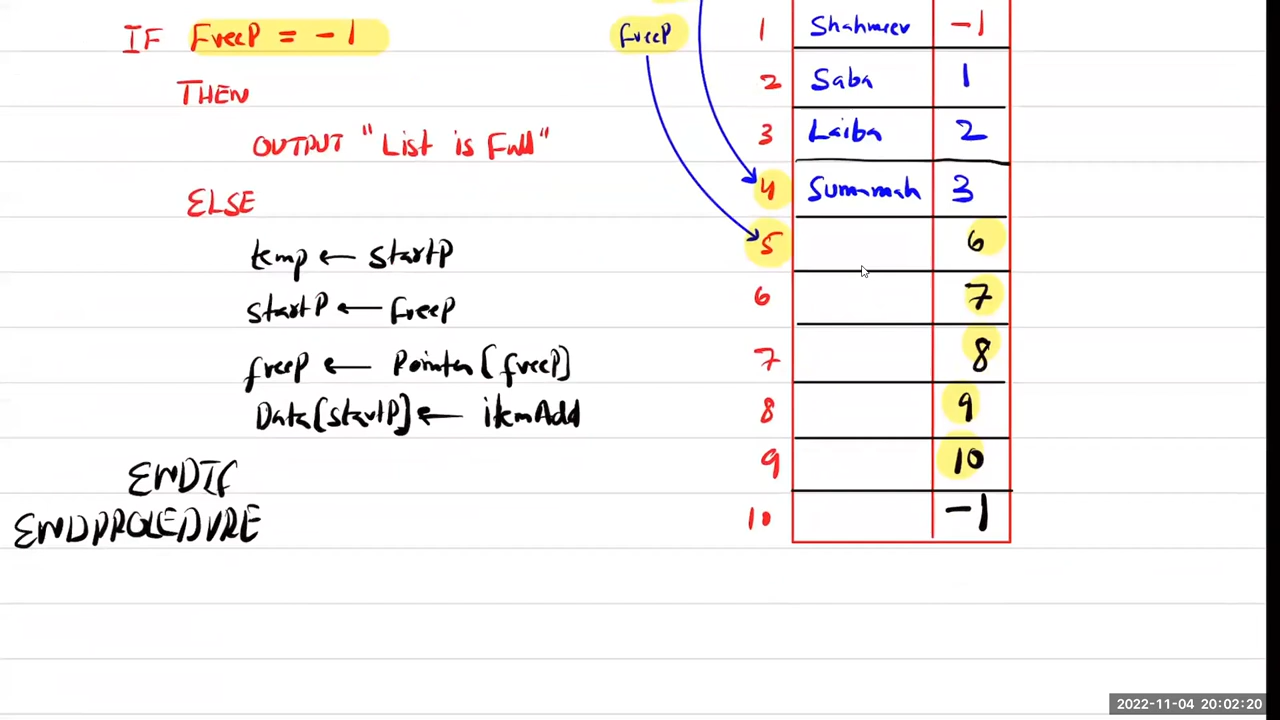 IF FreeP = -1
THEN
OUTPUT "List is Full"
ELSE
temp ← startP
startP ← freeP
freeP ← Pointer[freeP]
Data[startP] ← itemAdd
ENDIF
ENDPROCEDURE
freeP
1 Shahmeer -1
2 Saba 1
3 Laiba 2
4 Sumamah 3
5 6
6 7
7 8
8 9
9 10
10 -1
2022-11-04 20:02:20